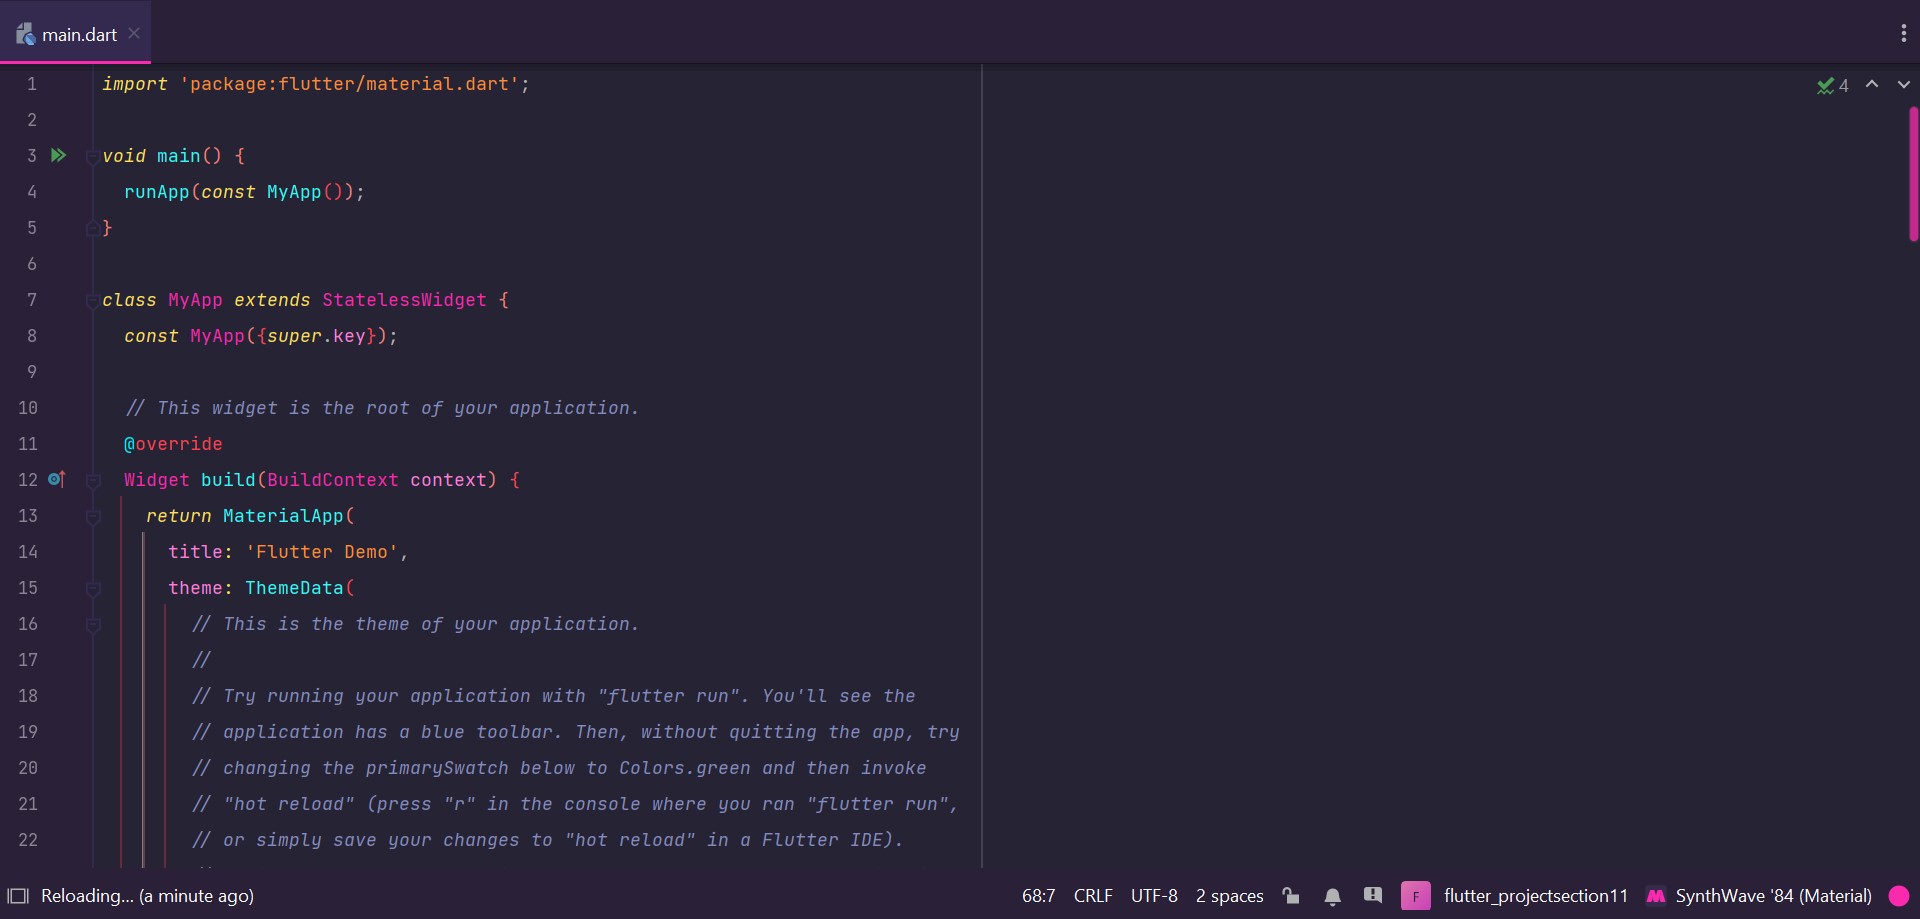 main.dart
4
1 import 'package:flutter/material.dart';
2
3 void main() {
4 runApp(const MyApp());
5 }
6
7 class MyApp extends StatelessWidget {
8 const MyApp({super.key});
9
10 // This widget is the root of your application.
11 @override
12 Widget build(BuildContext context) {
13 return MaterialApp(
14 title: 'Flutter Demo',
15 theme: ThemeData(
16 // This is the theme of your application.
17 //
18 // Try running your application with "flutter run". You'll see the
19 // application has a blue toolbar. Then, without quitting the app, try
20 // changing the primarySwatch below to Colors.green and then invoke
21 // "hot reload" (press "r" in the console where you ran "flutter run",
22 // or simply save your changes to "hot reload" in a Flutter IDE).
Reloading... (a minute ago) 68:7 CRLF UTF-8 2 spaces F flutter_projectsection11 SynthWave '84 (Material)